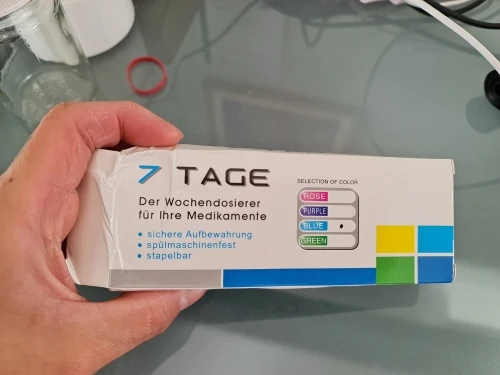 7 TAGE
Der Wochendosierer
für Ihre Medikamente
• sichere Aufbewahrung
• spülmaschinenfest
• stapelbar
SELECTION OF COLOR
ROSE
PURPLE
BLUE
GREEN